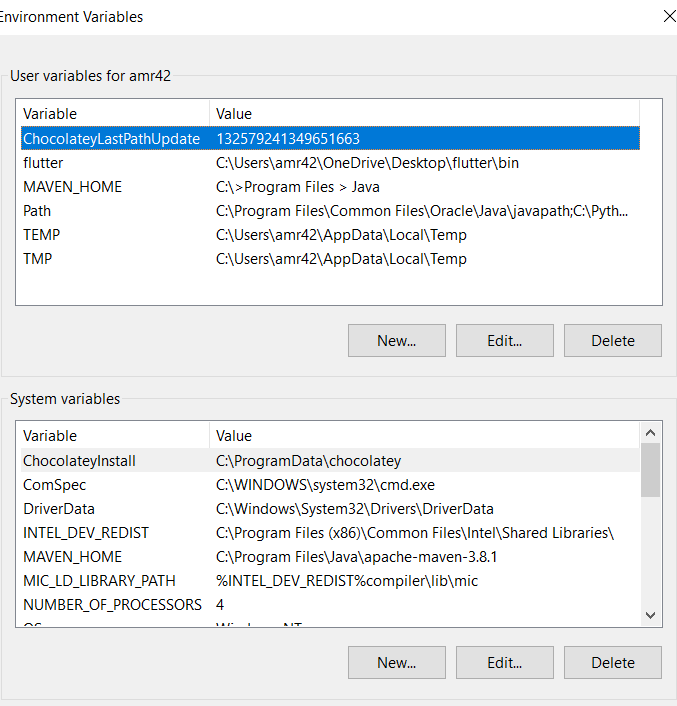 Environment Variables
User variables for amr42
Variable Value
ChocolateyLastPathUpdate 132579241349651663
flutter C:\Users\amr42\OneDrive\Desktop\flutter\bin
MAVEN_HOME C:\>Program Files > Java
Path C:\Program Files\Common Files\Oracle\Java\javapath;C:\Pyth...
TEMP C:\Users\amr42\AppData\Local\Temp
TMP C:\Users\amr42\AppData\Local\Temp
New... Edit... Delete
System variables
Variable Value
ChocolateyInstall C:\ProgramData\chocolatey
ComSpec C:\WINDOWS\system32\cmd.exe
DriverData C:\Windows\System32\Drivers\DriverData
INTEL_DEV_REDIST C:\Program Files (x86)\Common Files\Intel\Shared Libraries\
MAVEN_HOME C:\Program Files\Java\apache-maven-3.8.1
MIC_LD_LIBRARY_PATH %INTEL_DEV_REDIST%compiler\lib\mic
NUMBER_OF_PROCESSORS 4
OS Windows_NT
New... Edit... Delete